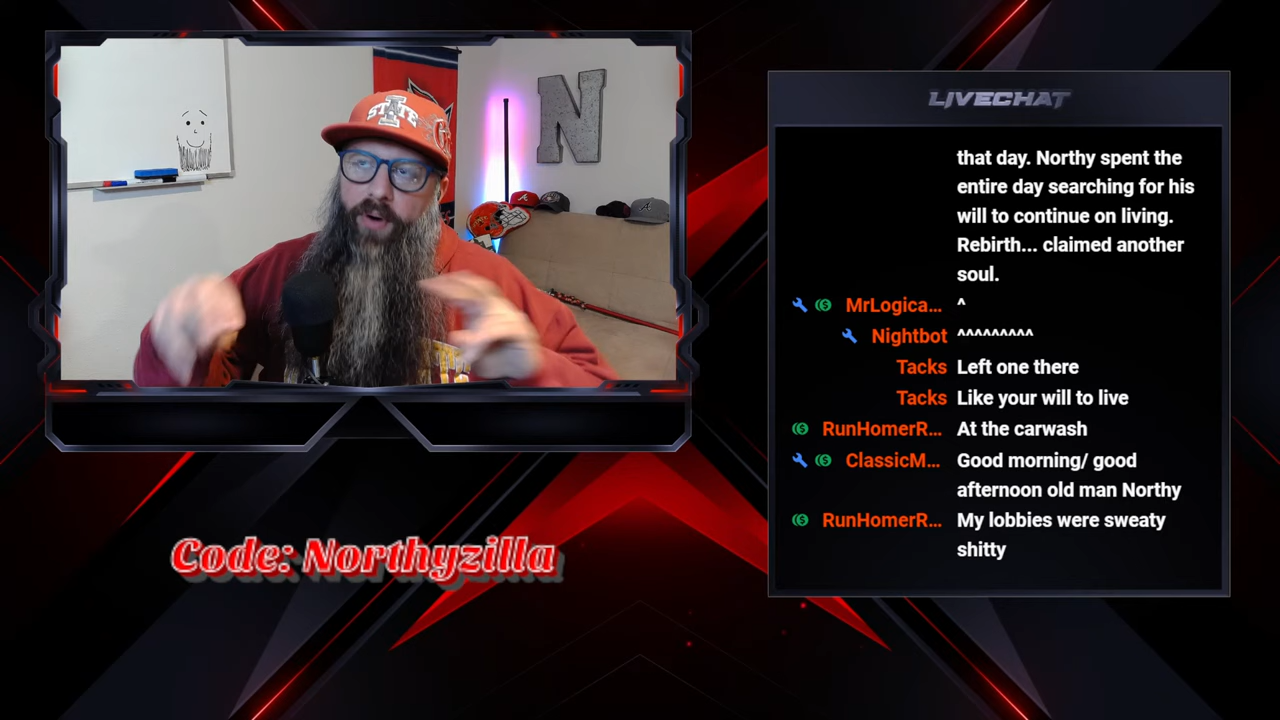 STATE
I
N
LIVECHAT
that day. Northy spent the
entire day searching for his
will to continue on living.
Rebirth... claimed another
soul.
MrLogica... ^
Nightbot ^^^^^^^^^
Tacks Left one there
Tacks Like your will to live
RunHomerR... At the carwash
ClassicM... Good morning/ good
afternoon old man Northy
RunHomerR... My lobbies were sweaty
shitty
Code: Northyzilla